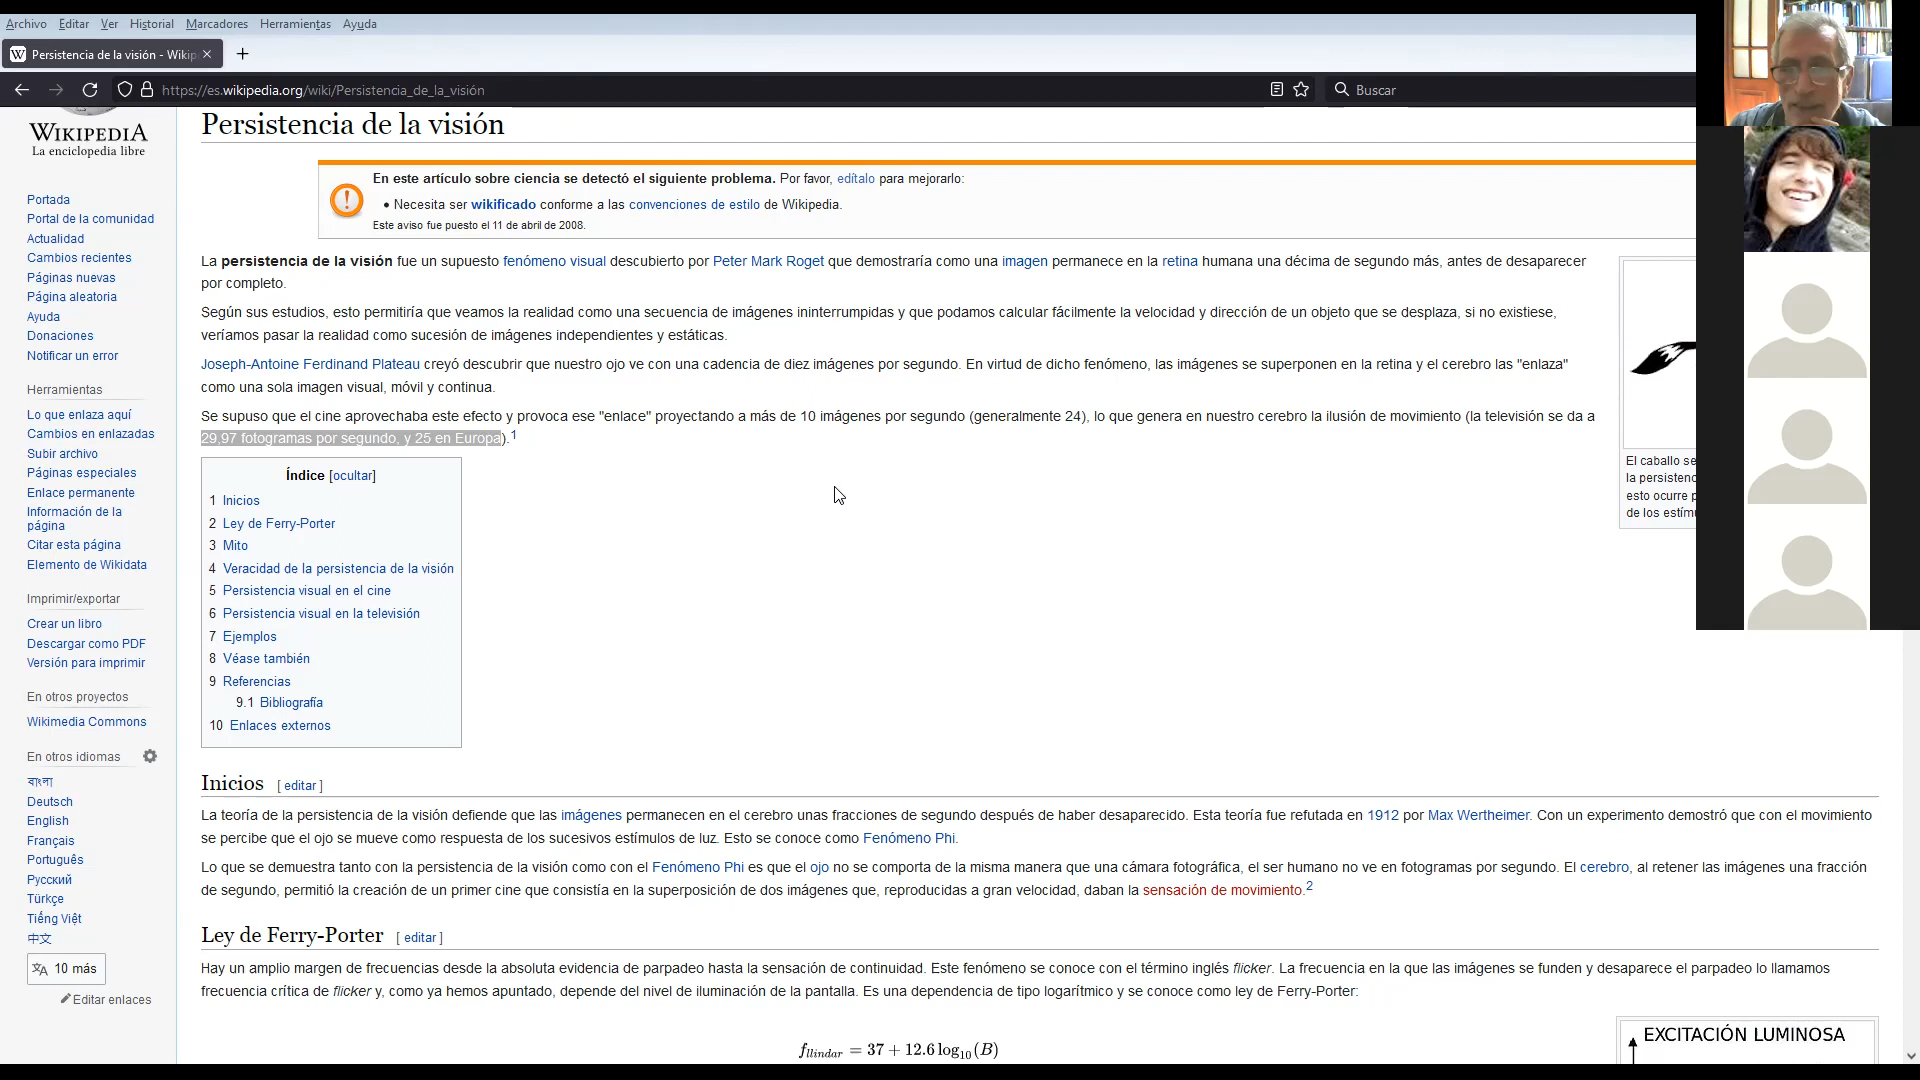 Archivo Editar Ver Historial Marcadores Herramientas Ayuda
Persistencia de la visión - Wikip
https://es.wikipedia.org/wiki/Persistencia_de_la_visión
Buscar
WIKIPEDIA
La enciclopedia libre
Portada
Portal de la comunidad
Actualidad
Cambios recientes
Páginas nuevas
Página aleatoria
Ayuda
Donaciones
Notificar un error
Herramientas
Lo que enlaza aquí
Cambios en enlazadas
Subir archivo
Páginas especiales
Enlace permanente
Información de la
página
Citar esta página
Elemento de Wikidata
Imprimir/exportar
Crear un libro
Descargar como PDF
Versión para imprimir
En otros proyectos
Wikimedia Commons
En otros idiomas
বাংলা
Deutsch
English
Français
Português
Русский
Türkçe
Tiếng Việt
中文
10 más
Editar enlaces
Persistencia de la visión
En este artículo sobre ciencia se detectó el siguiente problema. Por favor, edítalo para mejorarlo:
• Necesita ser wikificado conforme a las convenciones de estilo de Wikipedia.
Este aviso fue puesto el 11 de abril de 2008.
La persistencia de la visión fue un supuesto fenómeno visual descubierto por Peter Mark Roget que demostraría como una imagen permanece en la retina humana una décima de segundo más, antes de desaparecer
por completo.
Según sus estudios, esto permitiría que veamos la realidad como una secuencia de imágenes ininterrumpidas y que podamos calcular fácilmente la velocidad y dirección de un objeto que se desplaza, si no existiese,
veríamos pasar la realidad como sucesión de imágenes independientes y estáticas.
Joseph-Antoine Ferdinand Plateau creyó descubrir que nuestro ojo ve con una cadencia de diez imágenes por segundo. En virtud de dicho fenómeno, las imágenes se superponen en la retina y el cerebro las "enlaza"
como una sola imagen visual, móvil y continua.
Se supuso que el cine aprovechaba este efecto y provoca ese "enlace" proyectando a más de 10 imágenes por segundo (generalmente 24), lo que genera en nuestro cerebro la ilusión de movimiento (la televisión se da a
29,97 fotogramas por segundo, y 25 en Europa).1
El caballo se
la persistenc
esto ocurre p
de los estím
Índice [ocultar]
1 Inicios
2 Ley de Ferry-Porter
3 Mito
4 Veracidad de la persistencia de la visión
5 Persistencia visual en el cine
6 Persistencia visual en la televisión
7 Ejemplos
8 Véase también
9 Referencias
9.1 Bibliografía
10 Enlaces externos
Inicios [ editar ]
La teoría de la persistencia de la visión defiende que las imágenes permanecen en el cerebro unas fracciones de segundo después de haber desaparecido. Esta teoría fue refutada en 1912 por Max Wertheimer. Con un experimento demostró que con el movimiento
se percibe que el ojo se mueve como respuesta de los sucesivos estímulos de luz. Esto se conoce como Fenómeno Phi.
Lo que se demuestra tanto con la persistencia de la visión como con el Fenómeno Phi es que el ojo no se comporta de la misma manera que una cámara fotográfica, el ser humano no ve en fotogramas por segundo. El cerebro, al retener las imágenes una fracción
de segundo, permitió la creación de un primer cine que consistía en la superposición de dos imágenes que, reproducidas a gran velocidad, daban la sensación de movimiento.2
Ley de Ferry-Porter [ editar ]
Hay un amplio margen de frecuencias desde la absoluta evidencia de parpadeo hasta la sensación de continuidad. Este fenómeno se conoce con el término inglés flicker. La frecuencia en la que las imágenes se funden y desaparece el parpadeo lo llamamos
frecuencia crítica de flicker y, como ya hemos apuntado, depende del nivel de iluminación de la pantalla. Es una dependencia de tipo logarítmico y se conoce como ley de Ferry-Porter:
f_llindar = 37 + 12.6 log10(B)
EXCITACIÓN LUMINOSA